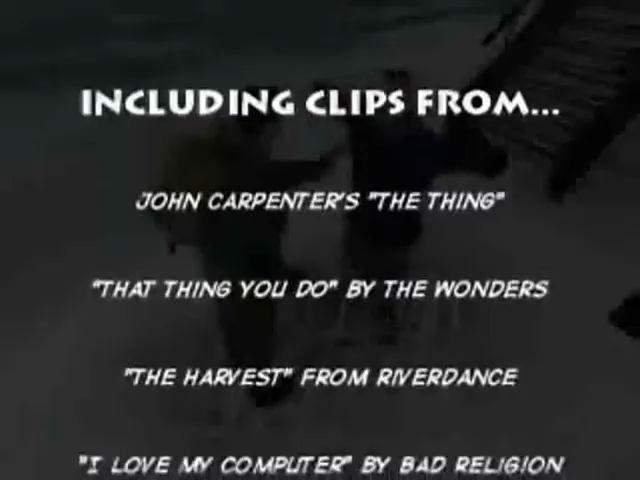 INCLUDING CLIPS FROM...
JOHN CARPENTER'S "THE THING"
"THAT THING YOU DO" BY THE WONDERS
"THE HARVEST" FROM RIVERDANCE
"I LOVE MY COMPUTER" BY BAD RELIGION